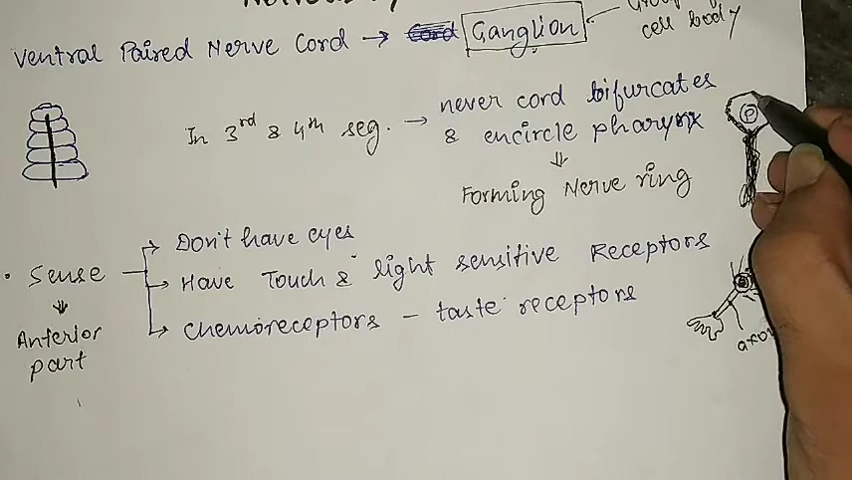 Ventral Paired Nerve Cord → Ganglion
cell body
In 3rd & 4th seg. → never cord bifurcates
& encircle pharynx
Forming Nerve ring
P
• Sense
Anterior
part
Don't have eyes
Have Touch & light sensitive Receptors
Chemoreceptors - taste receptors